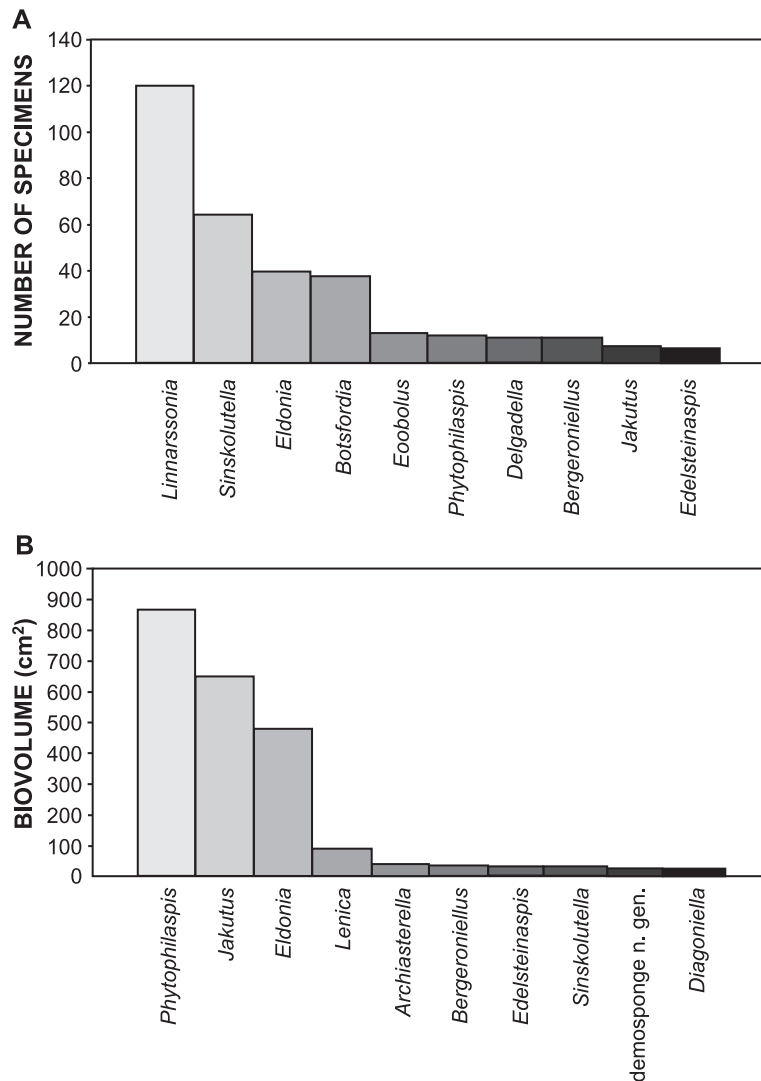 A
NUMBER OF SPECIMENS
140
120
100
80
60
40
20
0
Linnarssonia
Sinskolutella
Eldonia
Botsfordia
Eoobolus
Phytophilaspis
Delgadella
Bergeroniellus
Jakutus
Edelsteinaspis
B
BIOVOLUME (cm²)
1000
900
800
700
600
500
400
300
200
100
0
Phytophilaspis
Jakutus
Eldonia
Lenica
Archiasterella
Bergeroniellus
Edelsteinaspis
Sinskolutella
demosponge n. gen.
Diagoniella